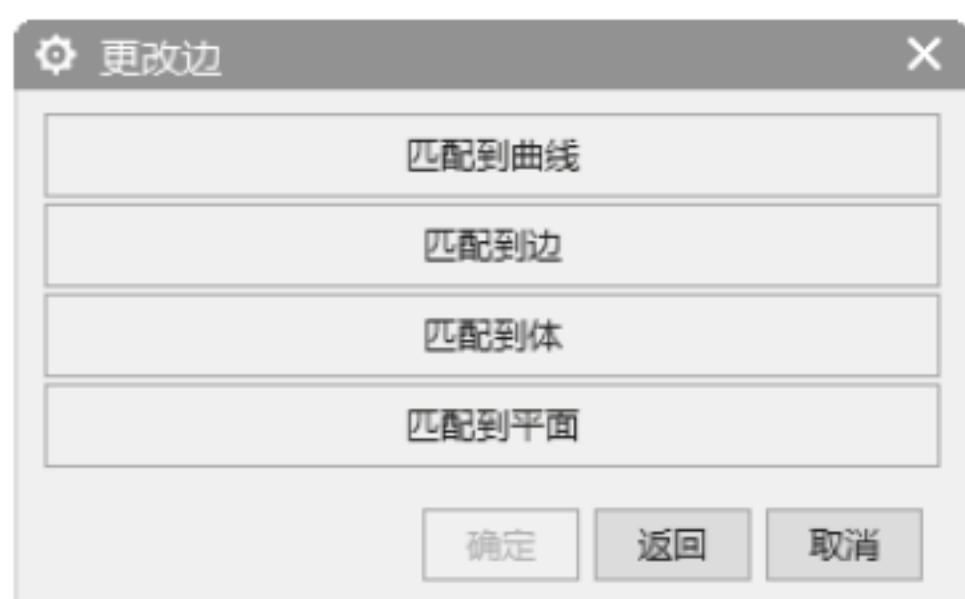 更改边
匹配到曲线
匹配到边
匹配到体
匹配到平面
确定 返回 取消